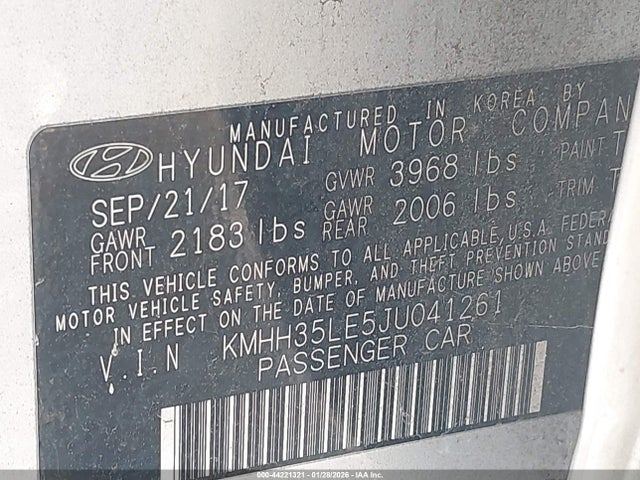 MANUFACTURED IN KOREA BY
HYUNDAI MOTOR COMPAN
SEP/21/17 GVWR 3968 lbs PAINT T
GAWR FRONT 2183 lbs GAWR REAR 2006 lbs TRIM T
THIS VEHICLE CONFORMS TO ALL APPLICABLE U.S.A. FEDERA
MOTOR VEHICLE SAFETY, BUMPER, AND THEFT PREVENTION STAND
IN EFFECT ON THE DATE OF MANUFACTURE SHOWN ABOVE
V.I.N KMHH35LE5JU041261
PASSENGER CAR
000-44221321 - 01/28/2026 - IAA Inc.